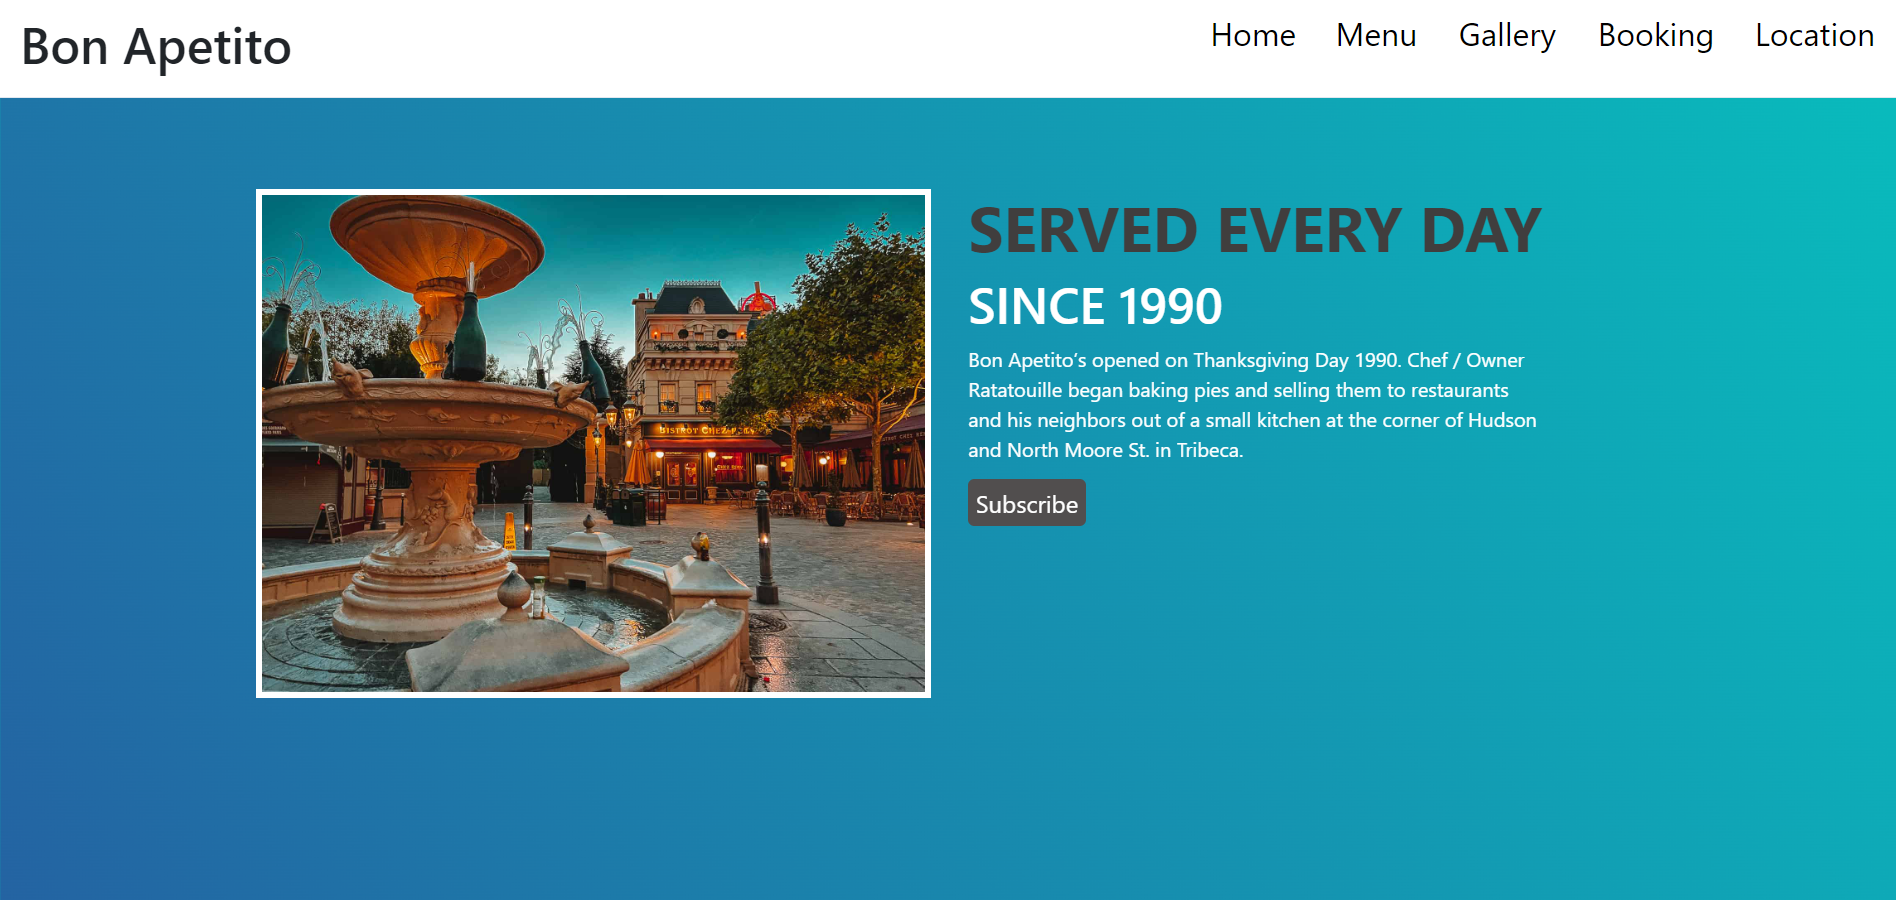 Bon Apetito
Home Menu Gallery Booking Location
SERVED EVERY DAY
SINCE 1990
Bon Apetito's opened on Thanksgiving Day 1990. Chef / Owner
Ratatouille began baking pies and selling them to restaurants
and his neighbors out of a small kitchen at the corner of Hudson
and North Moore St. in Tribeca.
Subscribe
BISTROT CHEZ